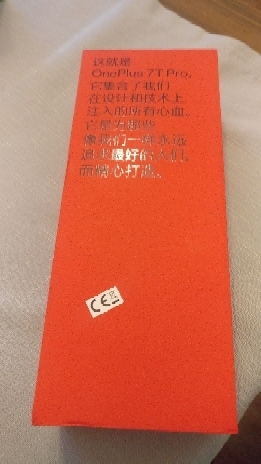 这就是
OnePlus 7T Pro,
它集合了我们
在设计和技术上
注入的所有心血。
它是为那些
像我们一样永远
追求最好的人们,
而精心打造。
CE